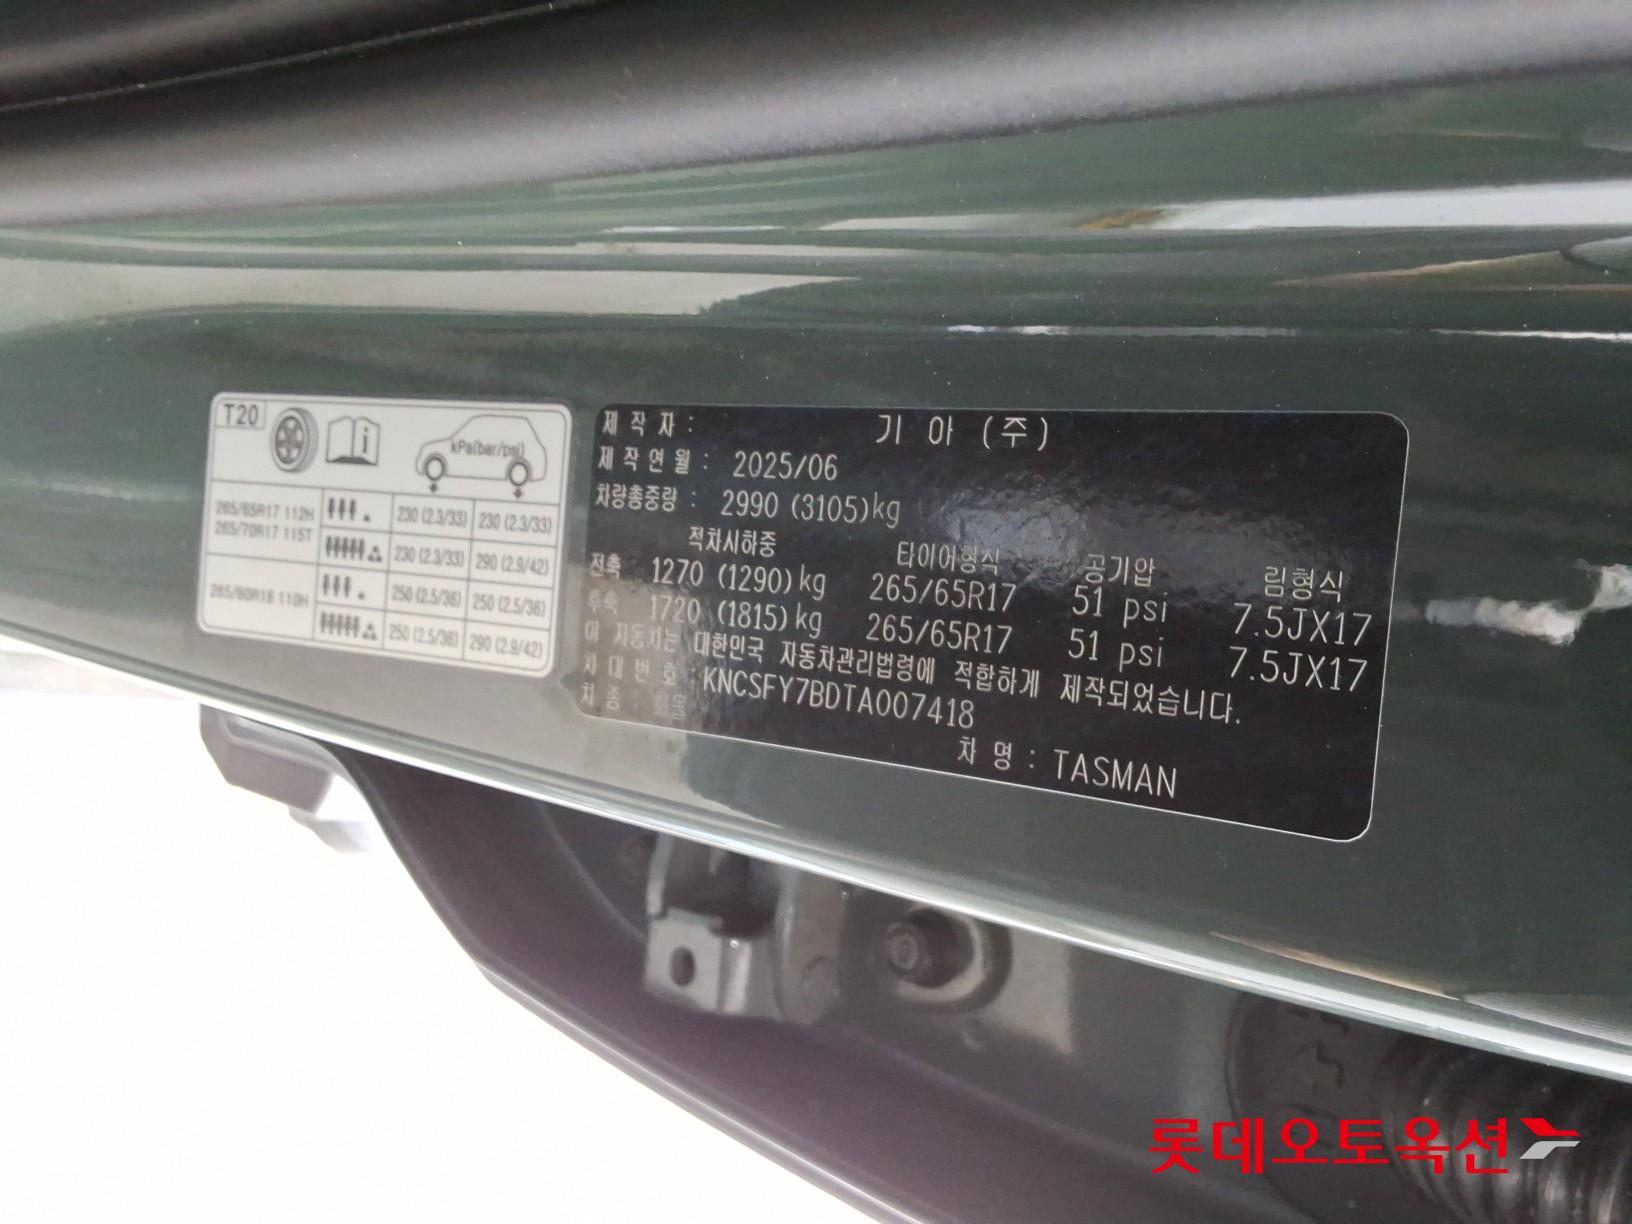 T20
kPa(bar/psi)
265/65R17 112H
265/70R17 115T
230 (2.3/33) 230 (2.3/33)
230 (2.3/33) 290 (2.9/42)
265/60R18 110H
250 (2.5/36) 250 (2.5/36)
250 (2.5/36) 290 (2.9/42)
제 작 자 : 기 아 (주)
제 작 연 월 : 2025/06
차량총중량 : 2990 (3105)kg
적차시하중 타이어형식 공기압 림형식
전축 1270 (1290)kg 265/65R17 51 psi 7.5JX17
후축 1720 (1815)kg 265/65R17 51 psi 7.5JX17
이 자동차는 대한민국 자동차관리법령에 적합하게 제작되었습니다.
차 대 번 호 : KNCSFY7BDTA007418
차 종 : 화물 차 명 : TASMAN
롯데오토옥션